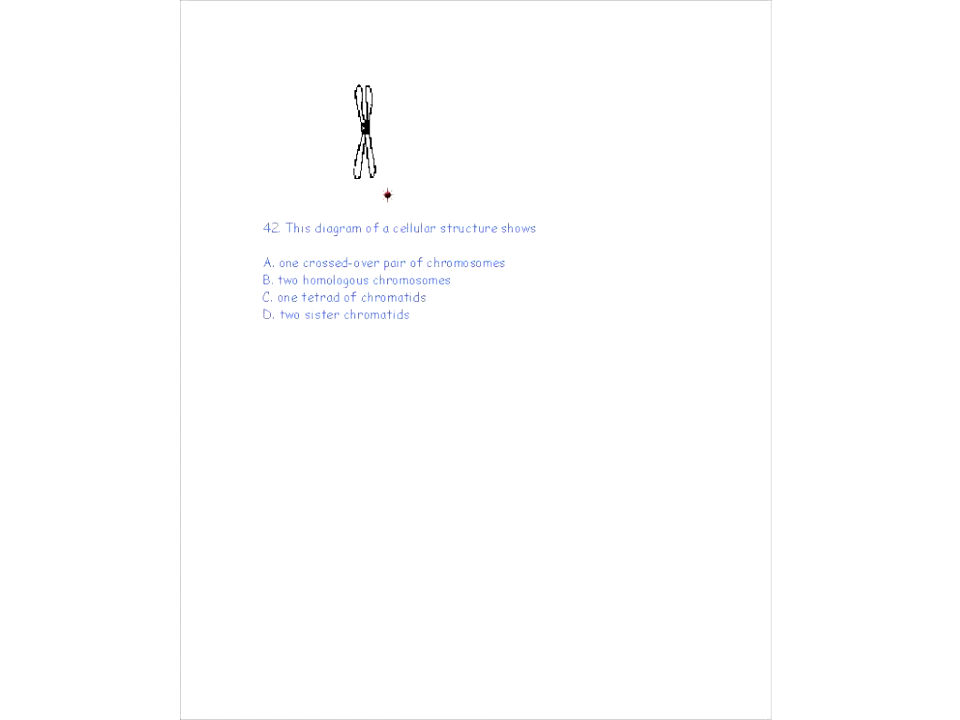 42. This diagram of a cellular structure shows
A. one crossed-over pair of chromosomes
B. two homologous chromosomes
C. one tetrad of chromatids
D. two sister chromatids